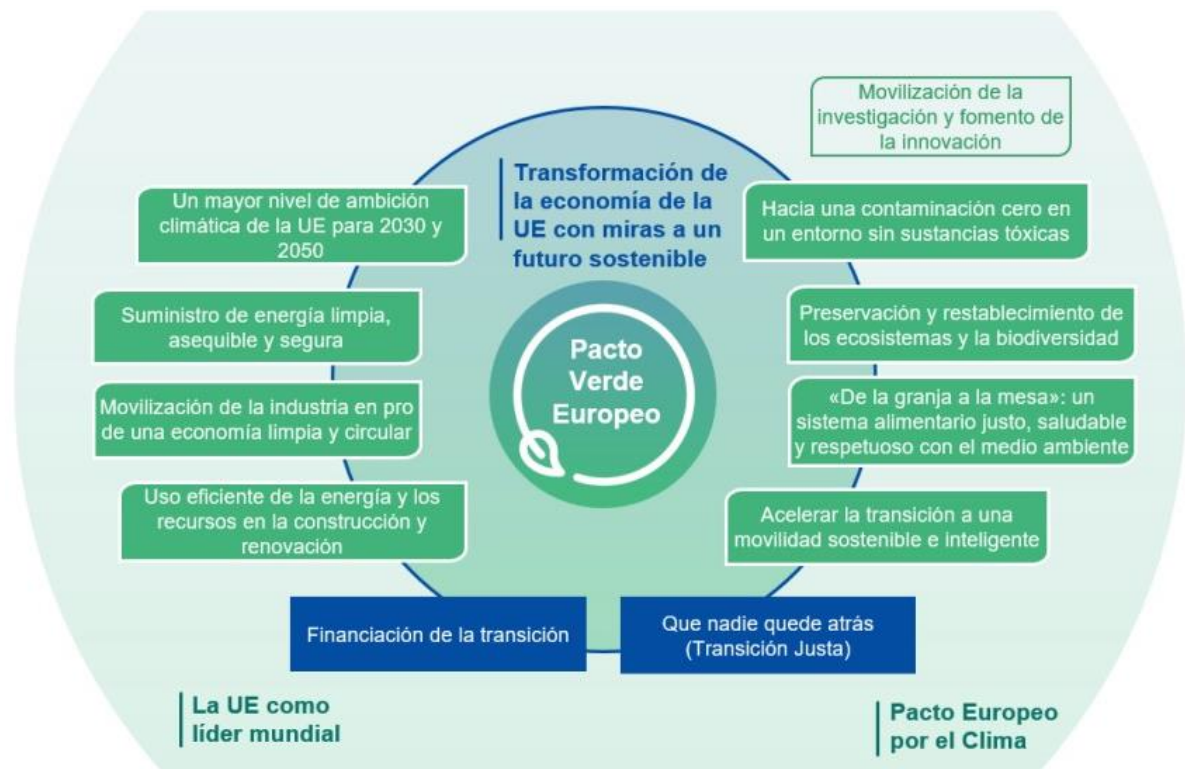 Movilización de la
investigación y fomento de
la innovación
Transformación de
la economía de la
UE con miras a un
futuro sostenible
Un mayor nivel de ambición
climática de la UE para 2030 y
2050
Hacia una contaminación cero en
un entorno sin sustancias tóxicas
Suministro de energía limpia,
asequible y segura
Preservación y restablecimiento de
los ecosistemas y la biodiversidad
Pacto
Verde
Europeo
Movilización de la industria en pro
de una economía limpia y circular
«De la granja a la mesa»: un
sistema alimentario justo, saludable
y respetuoso con el medio ambiente
Uso eficiente de la energía y los
recursos en la construcción y
renovación
Acelerar la transición a una
movilidad sostenible e inteligente
Financiación de la transición
Que nadie quede atrás
(Transición Justa)
La UE como
líder mundial
Pacto Europeo
por el Clima